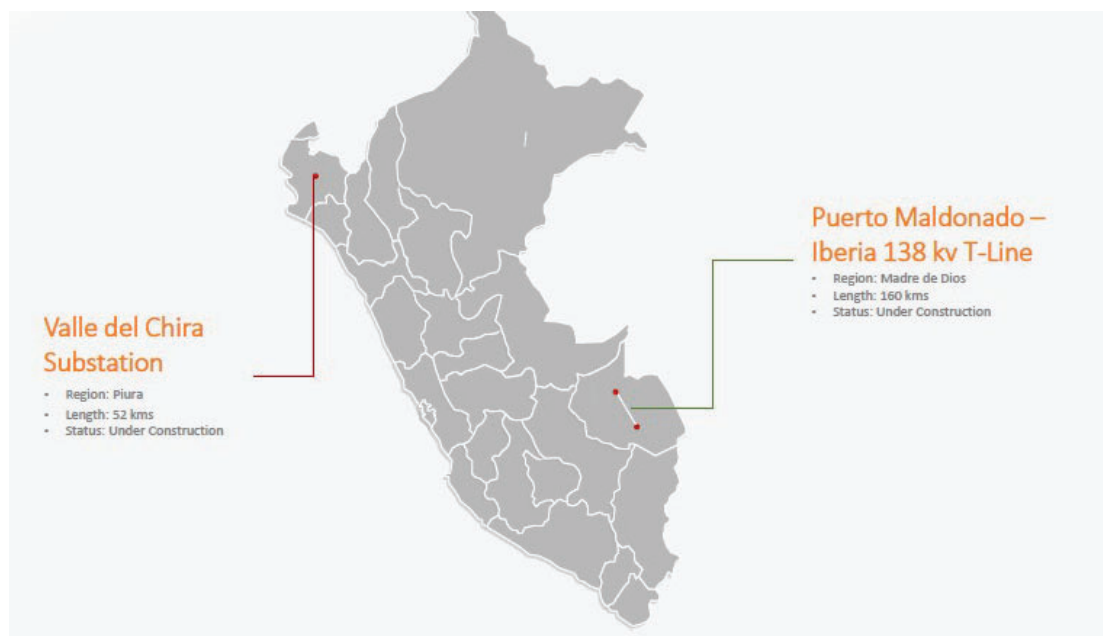 Puerto Maldonado –
Iberia 138 kv T-Line
- Region: Madre de Dios
- Length: 160 kms
- Status: Under Construction
Valle del Chira
Substation
- Region: Piura
- Length: 52 kms
- Status: Under Construction